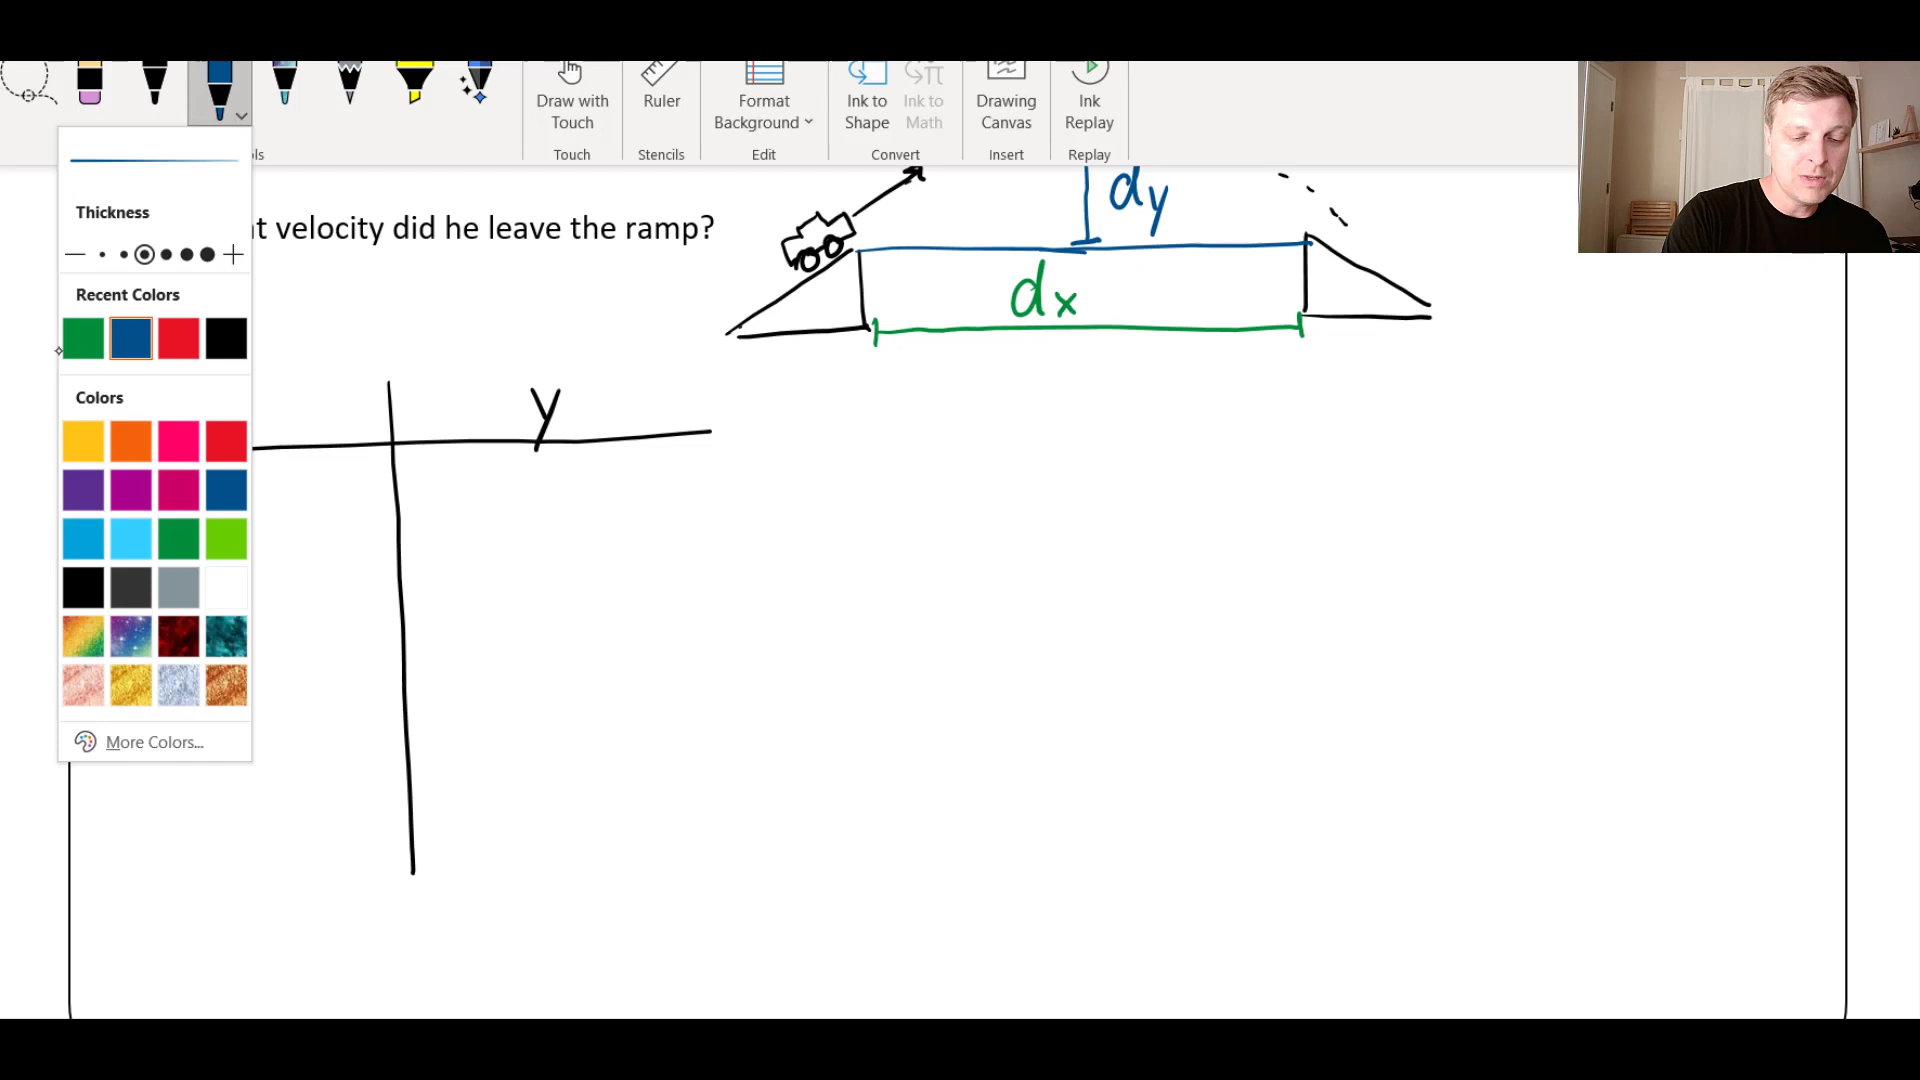 Draw with Touch
Ruler
Format Background
Ink to Shape
Ink to Math
Drawing Canvas
Ink Replay
ls
Touch
Stencils
Edit
Convert
Insert
Replay
Thickness
Recent Colors
Colors
More Colors...
t velocity did he leave the ramp?
dy
dx
y